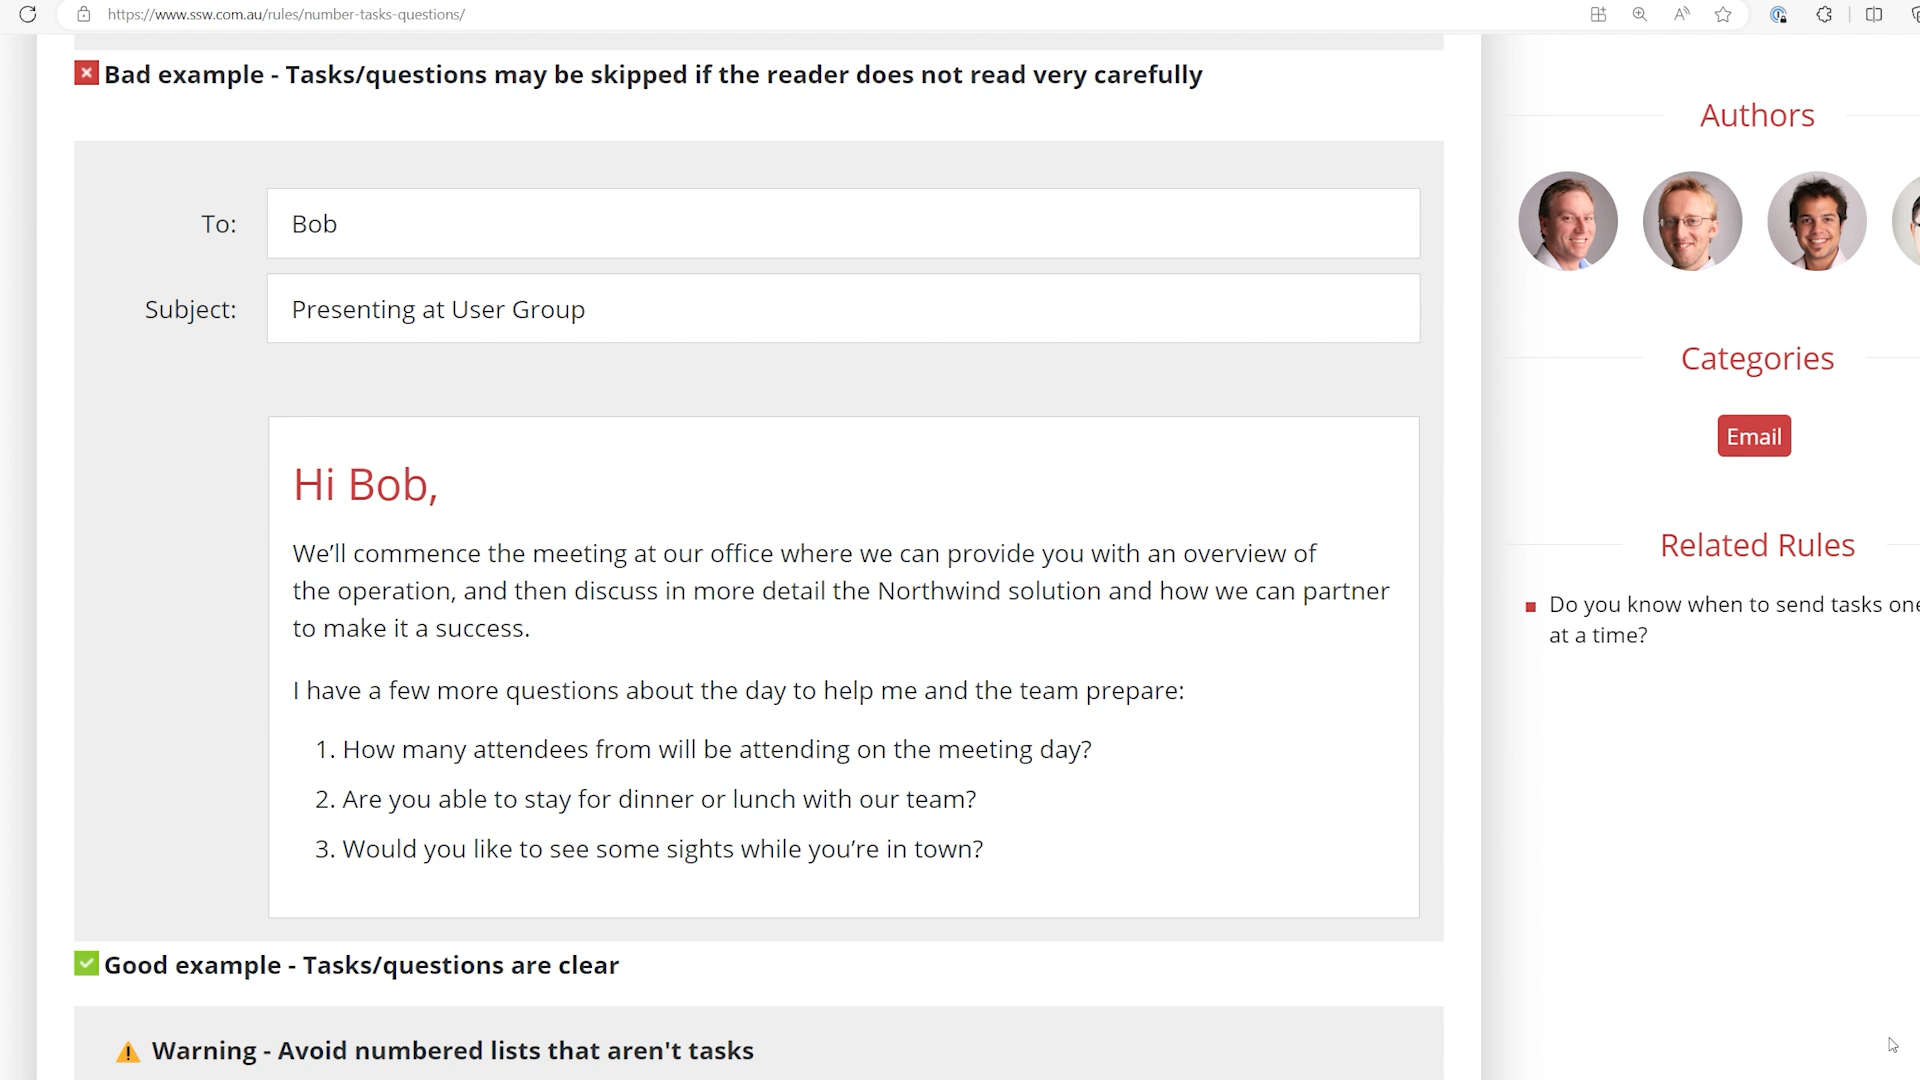 https://www.ssw.com.au/rules/number-tasks-questions/
Bad example - Tasks/questions may be skipped if the reader does not read very carefully
To:
Bob
Subject:
Presenting at User Group
Hi Bob,
We’ll commence the meeting at our office where we can provide you with an overview of
the operation, and then discuss in more detail the Northwind solution and how we can partner
to make it a success.
I have a few more questions about the day to help me and the team prepare:
1. How many attendees from will be attending on the meeting day?
2. Are you able to stay for dinner or lunch with our team?
3. Would you like to see some sights while you’re in town?
Good example - Tasks/questions are clear
Warning - Avoid numbered lists that aren't tasks
Authors
Categories
Email
Related Rules
Do you know when to send tasks one
at a time?